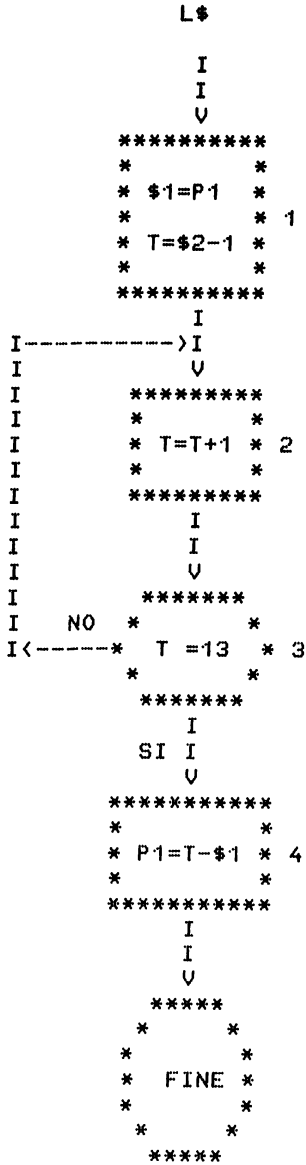 L$
I
I
V
**********
*        *
* $1=P1  *
*        * 1
* T=$2-1 *
*        *
**********
I
I------------>I
I V
I *********
I *       *
I * T=T+1 * 2
I *       *
I *********
I I
I I
I V
I *******
I NO *       *
I<-----* T =13 * 3
*       *
*******
I
SI I
V
***********
*         *
* P1=T-$1 * 4
*         *
***********
I
I
V
*****
*     *
*       *
* FINE *
*       *
*     *
*****